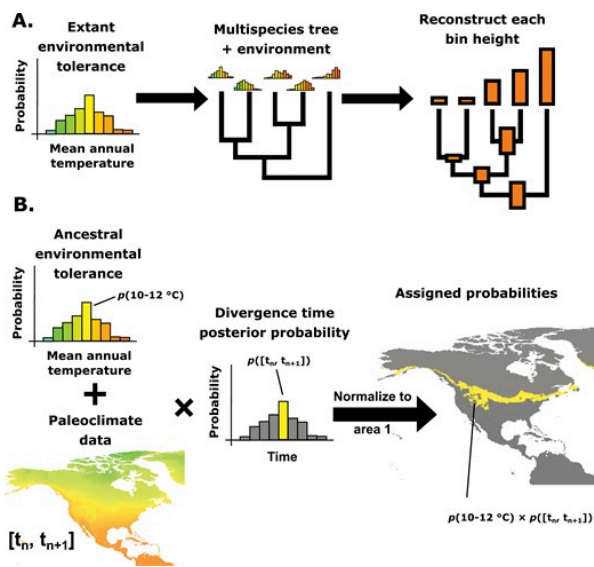 A.
Extant
environmental
tolerance
Probability
Mean annual
temperature
Multispecies tree
+ environment
Reconstruct each
bin height
B.
Ancestral
environmental
tolerance
Probability
p(10-12 °C)
Mean annual
temperature
+
Paleoclimate
data
[tn, tn+1]
×
Divergence time
posterior probability
p([tn, tn+1])
Probability
Time
Normalize to
area 1
Assigned probabilities
p(10-12 °C) × p([tn, tn+1])